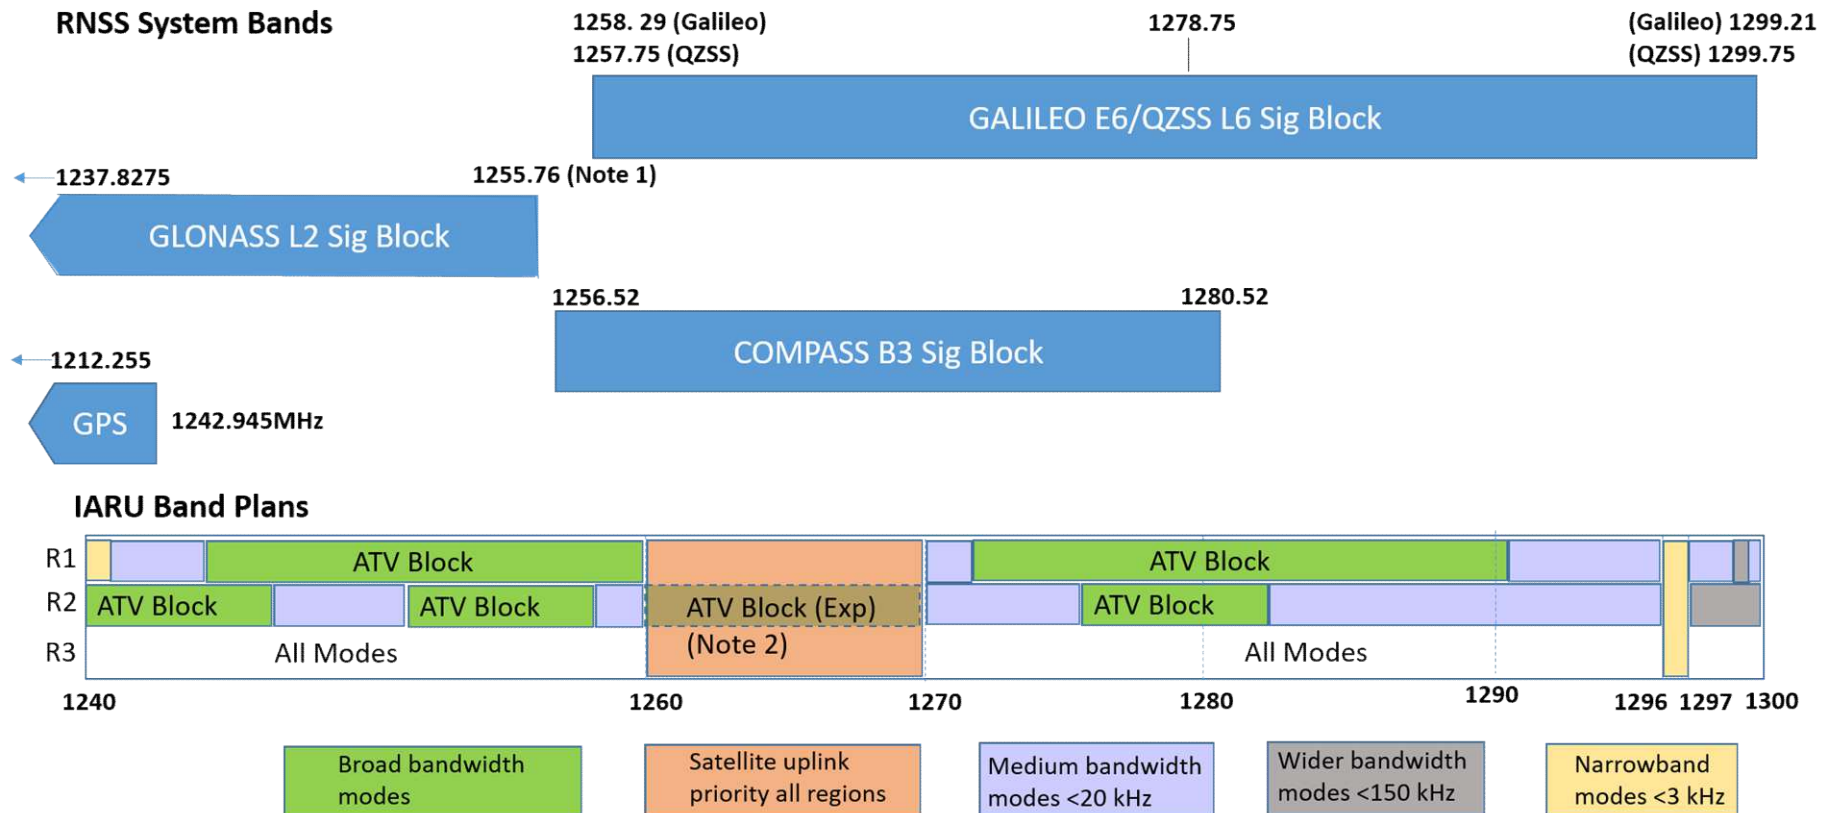 RNSS System Bands
1258. 29 (Galileo)
1257.75 (QZSS)
1278.75
(Galileo) 1299.21
(QZSS) 1299.75
GALILEO E6/QZSS L6 Sig Block
1237.8275
1255.76 (Note 1)
GLONASS L2 Sig Block
1256.52
1280.52
COMPASS B3 Sig Block
1212.255
GPS
1242.945MHz
IARU Band Plans
R1
ATV Block
ATV Block
R2
ATV Block
ATV Block
ATV Block (Exp)
(Note 2)
ATV Block
R3
All Modes
All Modes
1240
1260
1270
1280
1290
1296
1297
1300
Broad bandwidth
modes
Satellite uplink
priority all regions
Medium bandwidth
modes <20 kHz
Wider bandwidth
modes <150 kHz
Narrowband
modes <3 kHz